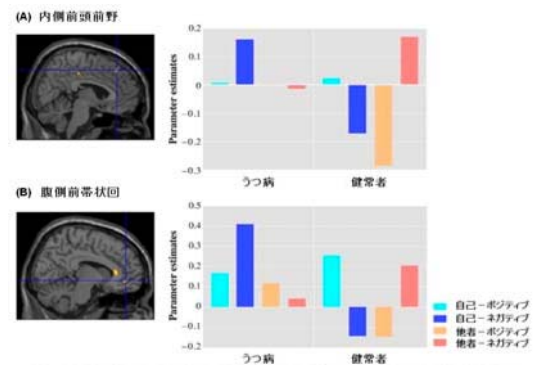 (A) 内側前頭前野
Parameter estimates
0.2
0.1
0
−0.1
−0.2
−0.3
うつ病
健常者
(B) 腹側前帯状回
Parameter estimates
0.5
0.4
0.3
0.2
0.1
0
−0.1
−0.2
うつ病
健常者
自己−ポジティブ
自己−ネガティブ
他者−ポジティブ
他者−ネガティブ